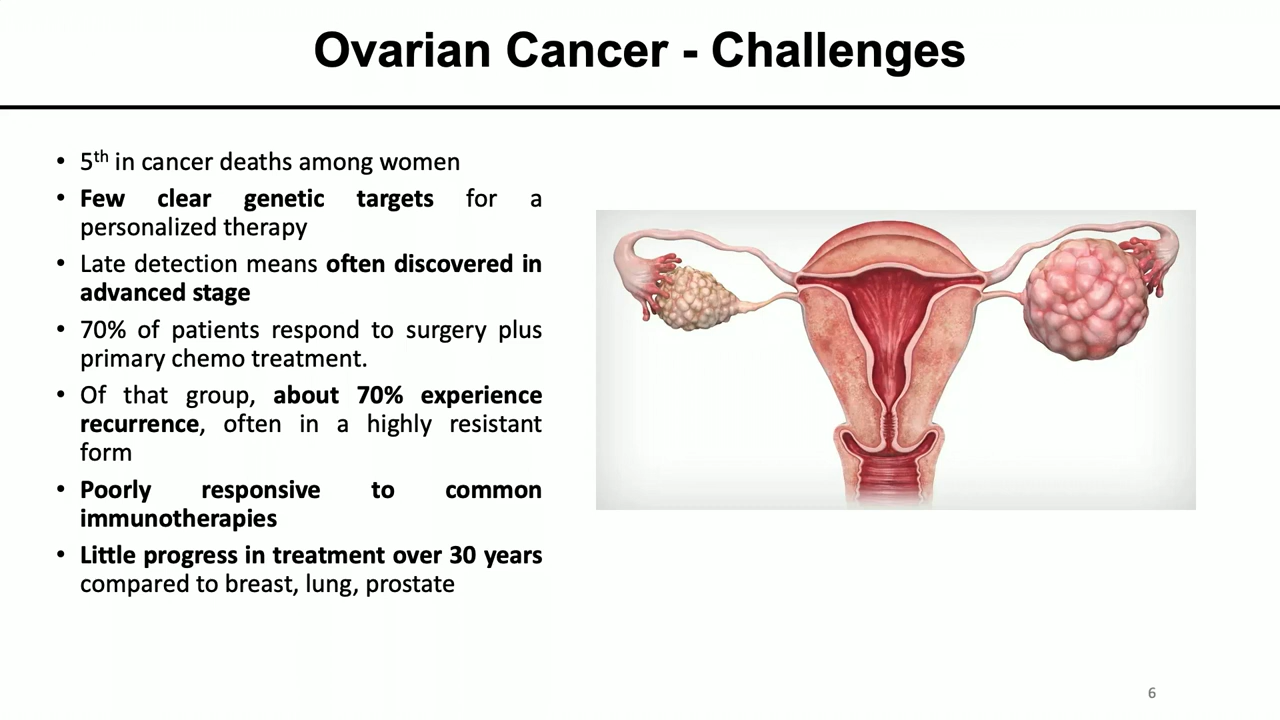 Ovarian Cancer - Challenges
• 5th in cancer deaths among women
• Few clear genetic targets for a
personalized therapy
• Late detection means often discovered in
advanced stage
• 70% of patients respond to surgery plus
primary chemo treatment.
• Of that group, about 70% experience
recurrence, often in a highly resistant
form
• Poorly responsive to common
immunotherapies
• Little progress in treatment over 30 years
compared to breast, lung, prostate
6